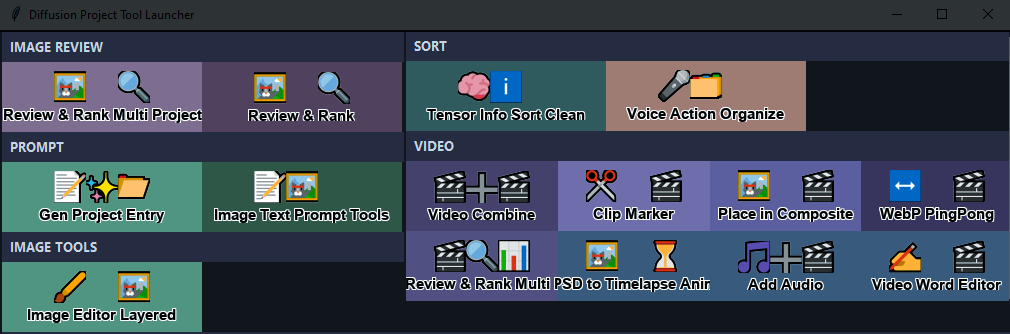 Diffusion Project Tool Launcher
IMAGE REVIEW
Review & Rank Multi Project
Review & Rank
PROMPT
Gen Project Entry
Image Text Prompt Tools
IMAGE TOOLS
Image Editor Layered
SORT
Tensor Info Sort Clean
Voice Action Organize
VIDEO
Video Combine
Clip Marker
Place in Composite
WebP PingPong
Review & Rank Multi
PSD to Timelapse Anim
Add Audio
Video Word Editor